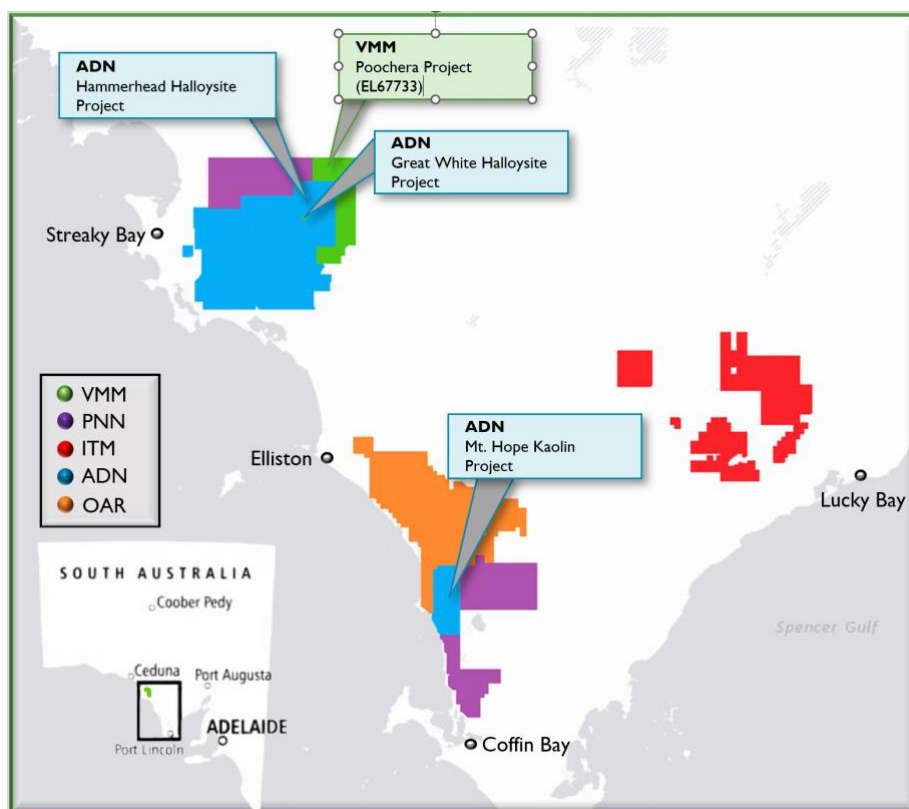 VMM
Poochera Project
(EL67733)
ADN
Hammerhead Halloysite
Project
ADN
Great White Halloysite
Project
Streaky Bay
VMM
PNN
ITM
ADN
OAR
ADN
Mt. Hope Kaolin
Project
Elliston
Lucky Bay
Spencer Gulf
Coffin Bay
SOUTH AUSTRALIA
Coober Pedy
Ceduna
Port Augusta
ADELAIDE
Port Lincoln